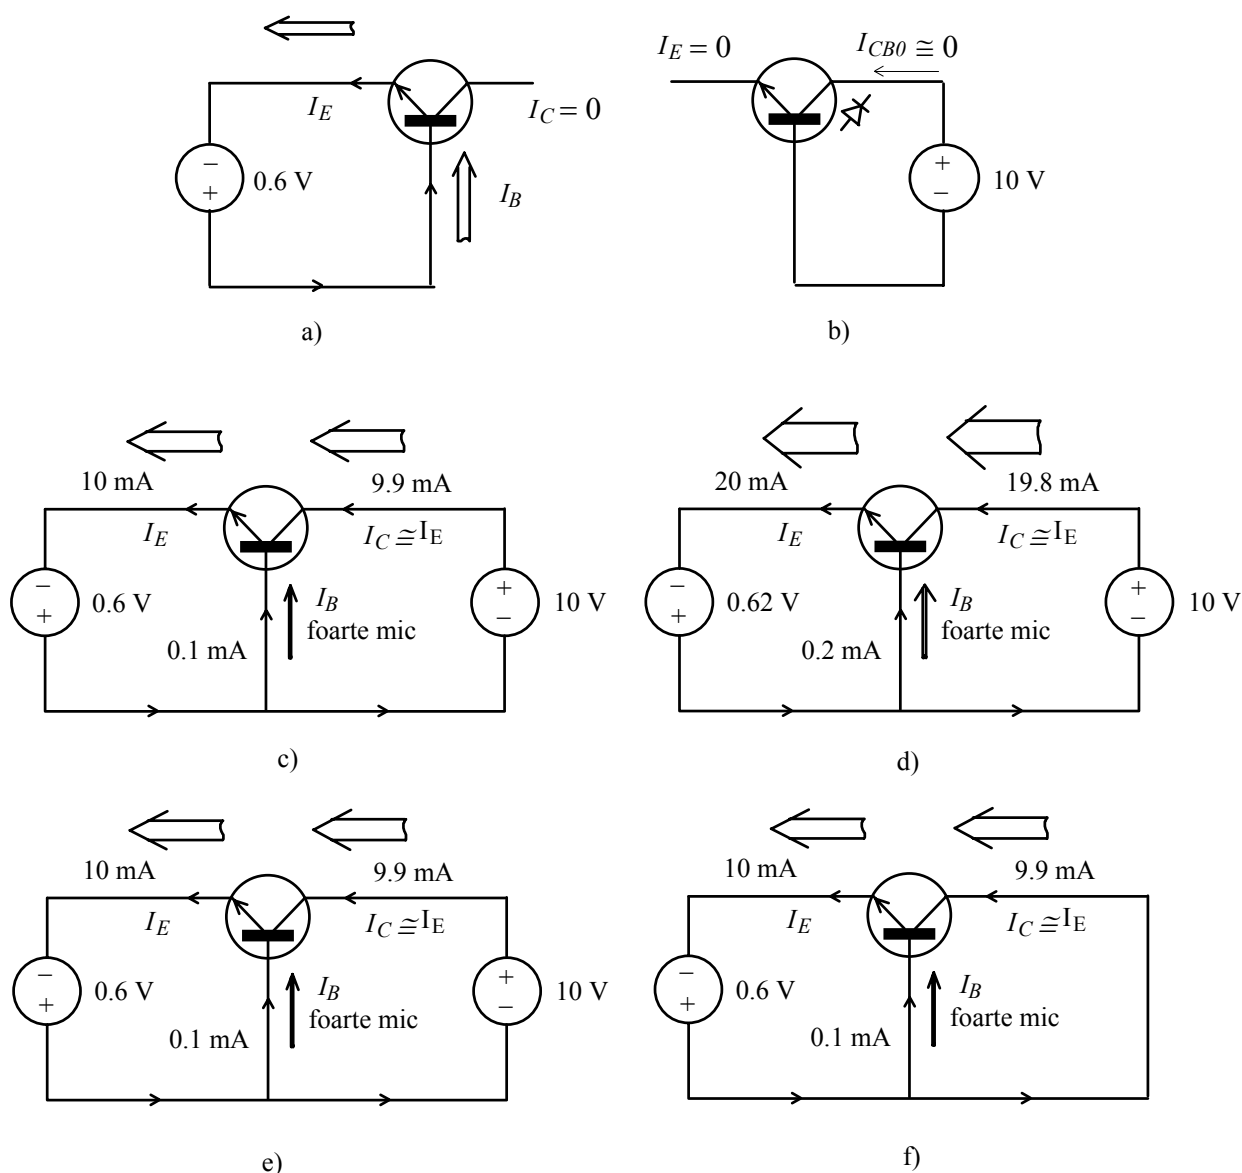 I_E = 0
I_CB0 ≅ 0
I_E
I_C = 0
−
+
0.6 V
I_B
+
−
10 V
a)
b)
10 mA
9.9 mA
I_E
I_C ≅ I_E
−
+
0.6 V
I_B
foarte mic
0.1 mA
+
−
10 V
c)
20 mA
19.8 mA
I_E
I_C ≅ I_E
−
+
0.62 V
I_B
foarte mic
0.2 mA
+
−
10 V
d)
10 mA
9.9 mA
I_E
I_C ≅ I_E
−
+
0.6 V
I_B
foarte mic
0.1 mA
+
−
10 V
e)
10 mA
9.9 mA
I_E
I_C ≅ I_E
−
+
0.6 V
I_B
foarte mic
0.1 mA
f)